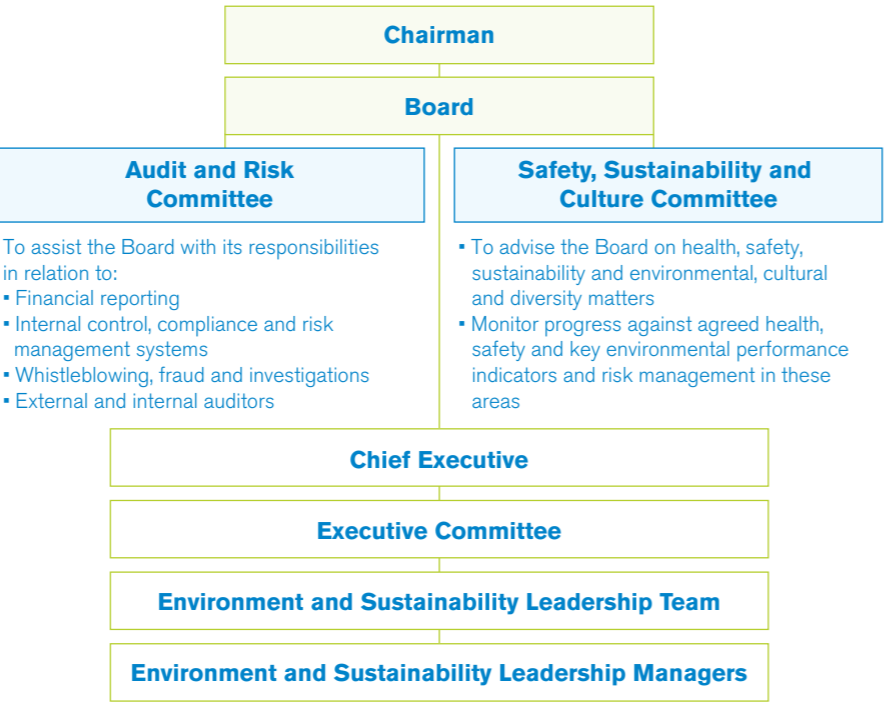 Chairman
Board
Audit and Risk
Committee
To assist the Board with its responsibilities
in relation to:
▪ Financial reporting
▪ Internal control, compliance and risk
management systems
▪ Whistleblowing, fraud and investigations
▪ External and internal auditors
Safety, Sustainability and
Culture Committee
▪ To advise the Board on health, safety,
sustainability and environmental, cultural
and diversity matters
▪ Monitor progress against agreed health,
safety and key environmental performance
indicators and risk management in these
areas
Chief Executive
Executive Committee
Environment and Sustainability Leadership Team
Environment and Sustainability Leadership Managers